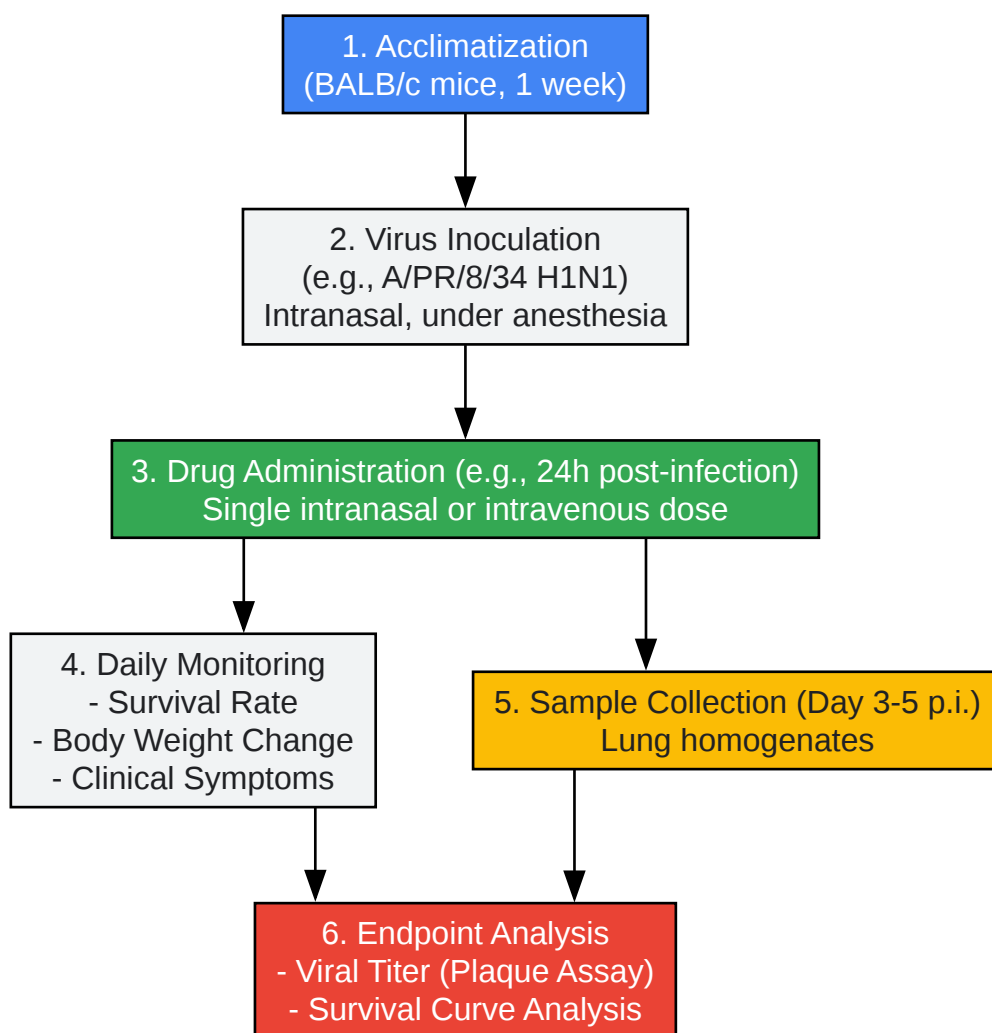 1. Acclimatization
(BALB/c mice, 1 week)
2. Virus Inoculation
(e.g., A/PR/8/34 H1N1)
Intranasal, under anesthesia
3. Drug Administration (e.g., 24h post-infection)
Single intranasal or intravenous dose
4. Daily Monitoring
- Survival Rate
- Body Weight Change
- Clinical Symptoms
5. Sample Collection (Day 3-5 p.i.)
Lung homogenates
6. Endpoint Analysis
- Viral Titer (Plaque Assay)
- Survival Curve Analysis